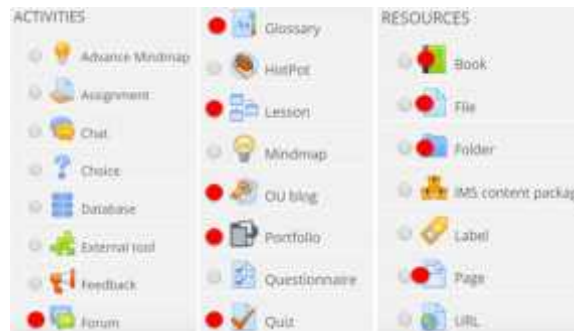 ACTIVITIES
Advance Mindmap
Assignment
Chat
Choice
Database
External tool
Feedback
Forum
Glossary
HotPot
Lesson
Mindmap
OU blog
Portfolio
Questionnaire
Quiz
RESOURCES
Book
File
Folder
IMS content packag
Label
Page
URL